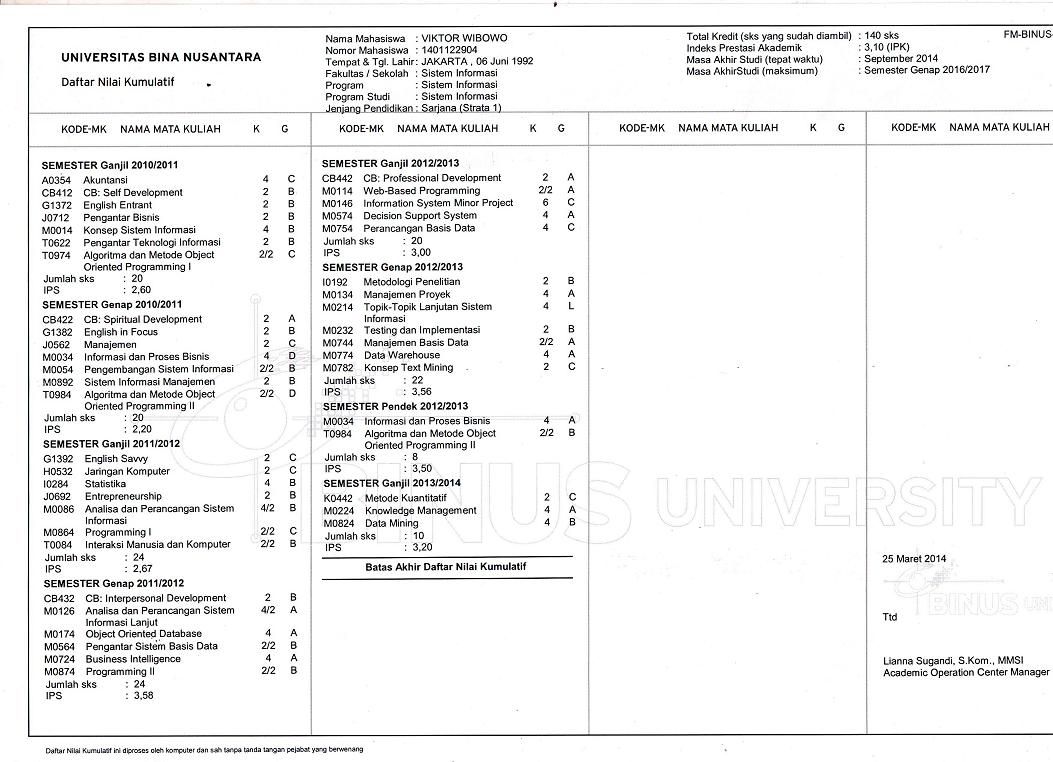 UNIVERSITAS BINA NUSANTARA
Daftar Nilai Kumulatif
Nama Mahasiswa : VIKTOR WIBOWO
Nomor Mahasiswa : 1401122904
Tempat & Tgl. Lahir : JAKARTA , 06 Juni 1992
Fakultas / Sekolah : Sistem Informasi
Program : Sistem Informasi
Program Studi : Sistem Informasi
Jenjang Pendidikan : Sarjana (Strata 1)
Total Kredit (sks yang sudah diambil) : 140 sks
Indeks Prestasi Akademik : 3,10 (IPK)
Masa Akhir Studi (tepat waktu) : September 2014
Masa AkhirStudi (maksimum) : Semester Genap 2016/2017
FM-BINUS-
KODE-MK NAMA MATA KULIAH K G
SEMESTER Ganjil 2010/2011
A0354 Akuntansi 4 C
CB412 CB: Self Development 2 B
G1372 English Entrant 2 B
J0712 Pengantar Bisnis 2 B
M0014 Konsep Sistem Informasi 4 B
T0622 Pengantar Teknologi Informasi 2 B
T0974 Algoritma dan Metode Object 2/2 C
Oriented Programming I
Jumlah sks : 20
IPS : 2,60
SEMESTER Genap 2010/2011
CB422 CB: Spiritual Development 2 A
G1382 English in Focus 2 B
J0562 Manajemen 2 C
M0034 Informasi dan Proses Bisnis 4 D
M0054 Pengembangan Sistem Informasi 2/2 B
M0892 Sistem Informasi Manajemen 2 B
T0984 Algoritma dan Metode Object 2/2 D
Oriented Programming II
Jumlah sks : 20
IPS : 2,20
SEMESTER Ganjil 2011/2012
G1392 English Savvy 2 C
H0532 Jaringan Komputer 2 C
I0284 Statistika 4 B
J0692 Entrepreneurship 2 B
M0086 Analisa dan Perancangan Sistem 4/2 B
Informasi
M0864 Programming I 2/2 C
T0084 Interaksi Manusia dan Komputer 2/2 B
Jumlah sks : 24
IPS : 2,67
SEMESTER Genap 2011/2012
CB432 CB: Interpersonal Development 2 B
M0126 Analisa dan Perancangan Sistem 4/2 A
Informasi Lanjut
M0174 Object Oriented Database 4 A
M0564 Pengantar Sistem Basis Data 2/2 B
M0724 Business Intelligence 4 A
M0874 Programming II 2/2 B
Jumlah sks : 24
IPS : 3,58
KODE-MK NAMA MATA KULIAH K G
SEMESTER Ganjil 2012/2013
CB442 CB: Professional Development 2 A
M0114 Web-Based Programming 2/2 A
M0146 Information System Minor Project 6 C
M0574 Decision Support System 4 A
M0754 Perancangan Basis Data 4 C
Jumlah sks : 20
IPS : 3,00
SEMESTER Genap 2012/2013
I0192 Metodologi Penelitian 2 B
M0134 Manajemen Proyek 4 A
M0214 Topik-Topik Lanjutan Sistem 4 L
Informasi
M0232 Testing dan Implementasi 2 B
M0744 Manajemen Basis Data 2/2 A
M0774 Data Warehouse 4 A
M0782 Konsep Text Mining 2 C
Jumlah sks : 22
IPS : 3,56
SEMESTER Pendek 2012/2013
M0034 Informasi dan Proses Bisnis 4 A
T0984 Algoritma dan Metode Object 2/2 B
Oriented Programming II
Jumlah sks : 8
IPS : 3,50
SEMESTER Ganjil 2013/2014
K0442 Metode Kuantitatif 2 C
M0224 Knowledge Management 4 A
M0824 Data Mining 4 B
Jumlah sks : 10
IPS : 3,20
Batas Akhir Daftar Nilai Kumulatif
KODE-MK NAMA MATA KULIAH K G
KODE-MK NAMA MATA KULIAH
BINUS UNIVERSITY
25 Maret 2014
BINUS UNI
Ttd
Lianna Sugandi, S.Kom., MMSI
Academic Operation Center Manager
Daftar Nilai Kumulatif ini diproses oleh komputer dan sah tanpa tanda tangan pejabat yang berwenang